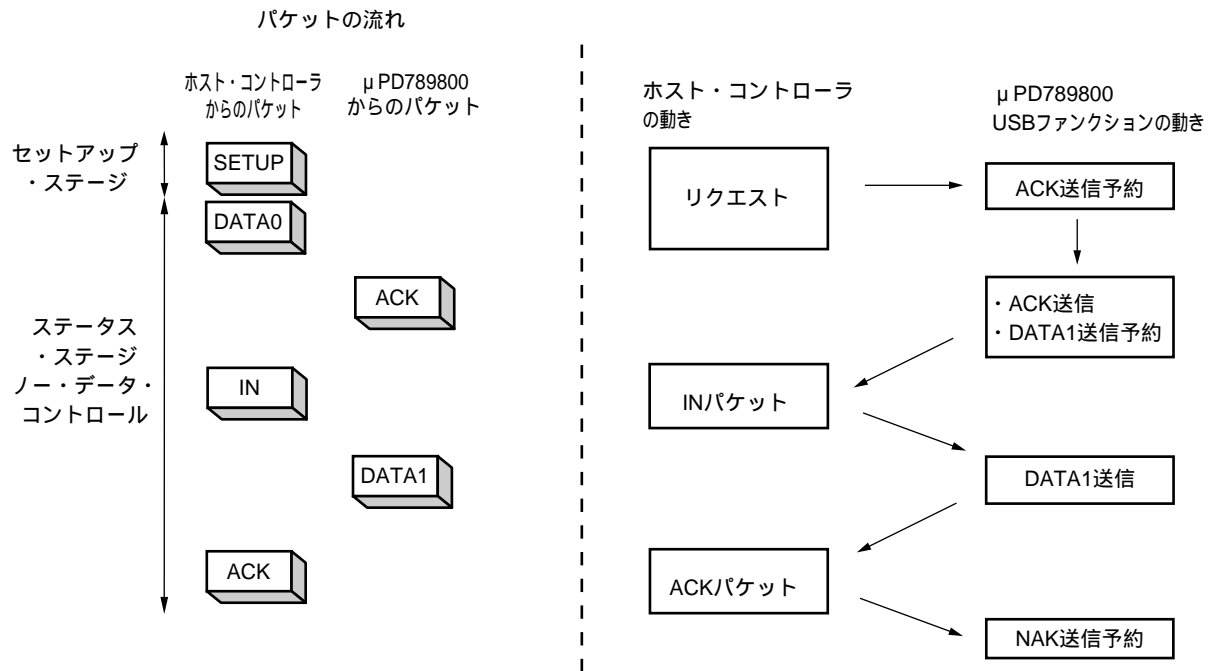 パケットの流れ
ホスト・コントローラ
からのパケット
μPD789800
からのパケット
セットアップ
・ステージ
SETUP
DATA0
ACK
ステータス
・ステージ
ノー・データ・
コントロール
IN
DATA1
ACK
ホスト・コントローラ
の動き
μPD789800
USBファンクションの動き
リクエスト
ACK送信予約
・ACK送信
・DATA1送信予約
INパケット
DATA1送信
ACKパケット
NAK送信予約